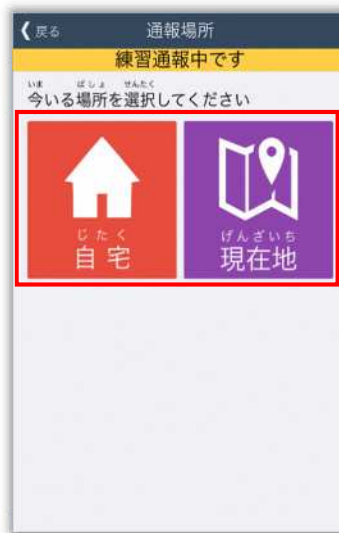 ❮戻る 通報場所
練習通報中です
いま ばしょ せんたく
今いる場所を選択してください
じたく
自宅
げんざいち
現在地